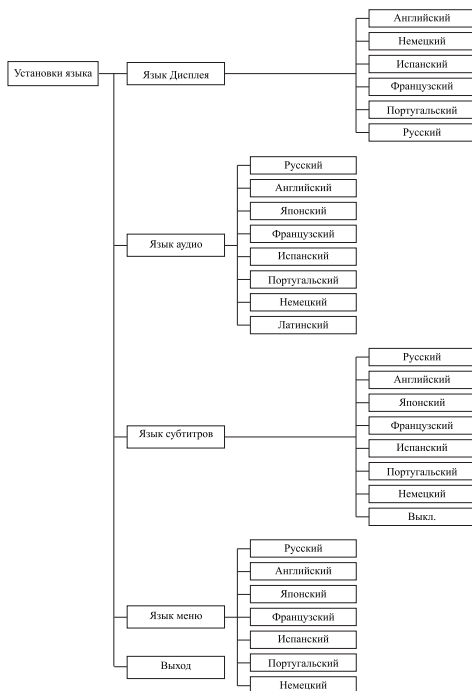 Установки языка
Язык Дисплея
Английский
Немецкий
Испанский
Французский
Португальский
Русский
Язык аудио
Русский
Английский
Японский
Французский
Испанский
Португальский
Немецкий
Латинский
Язык субтитров
Русский
Английский
Японский
Французский
Испанский
Португальский
Немецкий
Выкл.
Язык меню
Русский
Английский
Японский
Французский
Испанский
Португальский
Немецкий
Выход